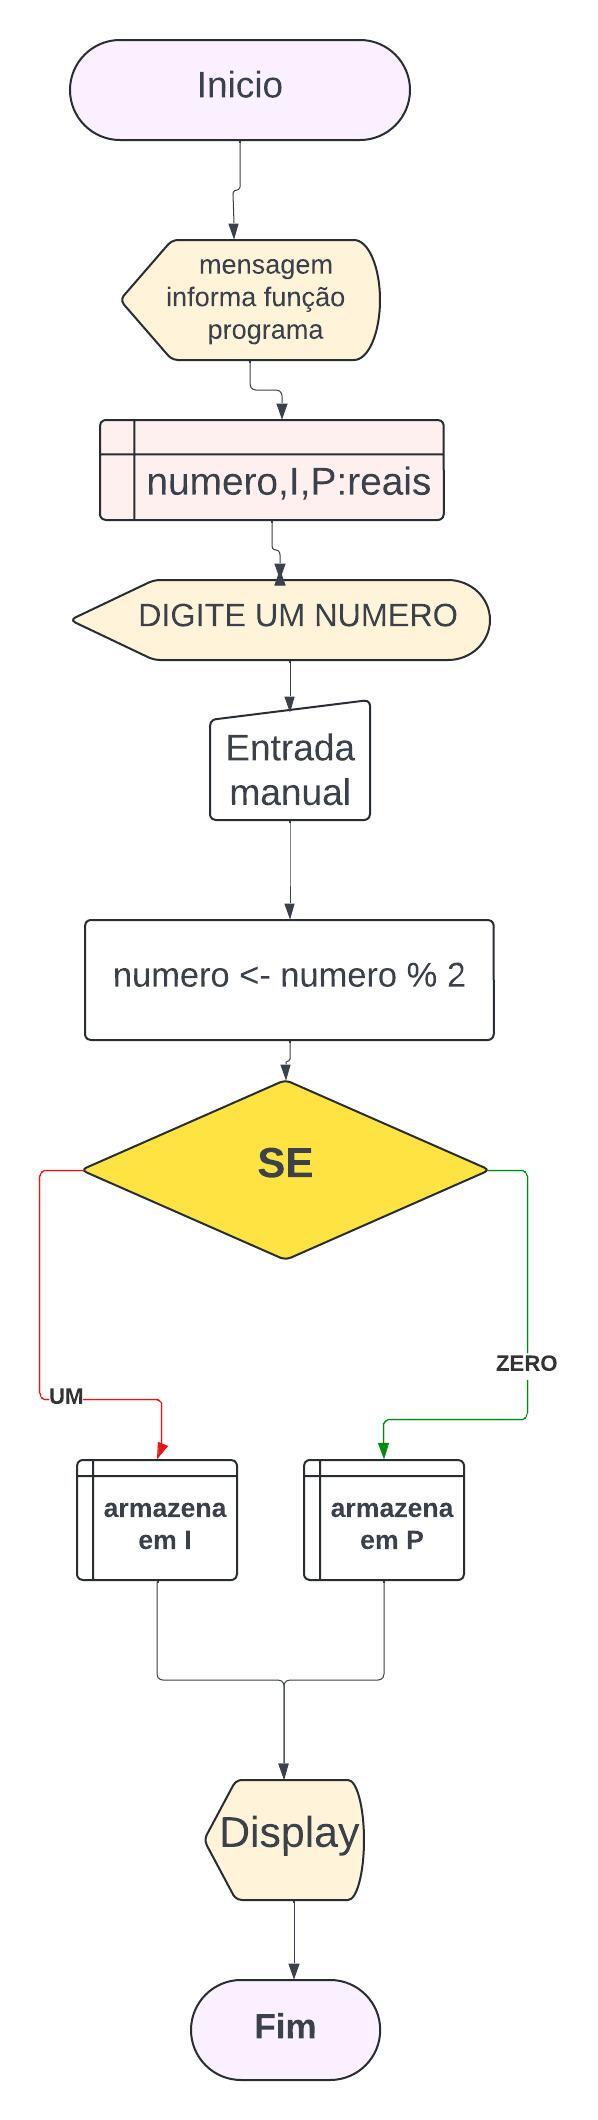 Inicio
mensagem
informa função
programa
numero,I,P:reais
DIGITE UM NUMERO
Entrada
manual
numero <- numero % 2
SE
ZERO
UM
armazena
em I
armazena
em P
Display
Fim